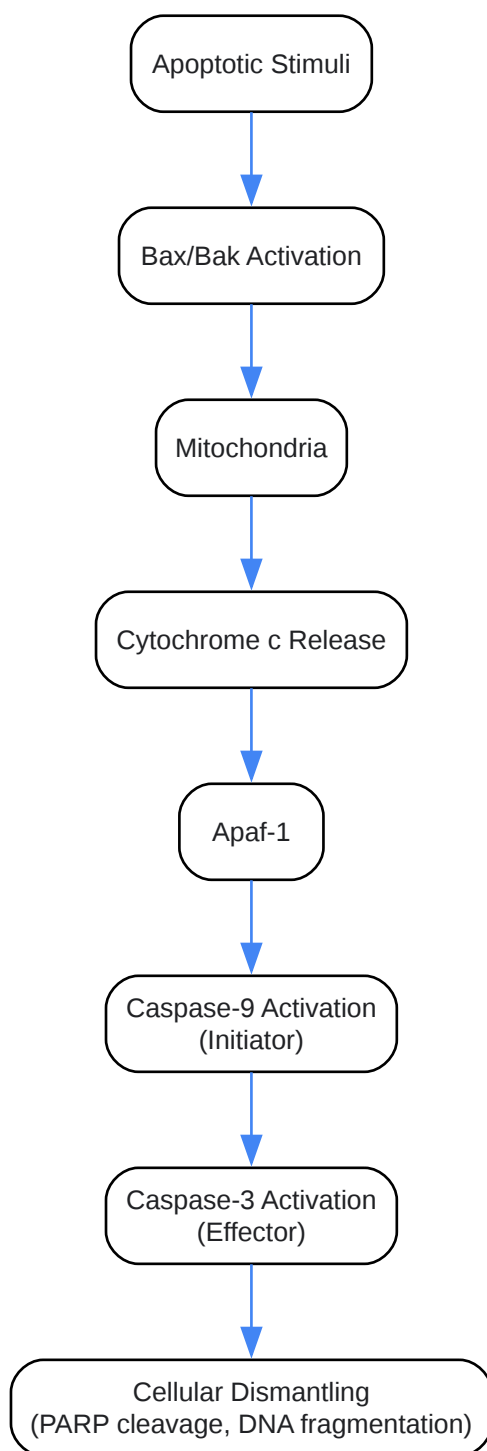 Apoptotic Stimuli
Bax/Bak Activation
Mitochondria
Cytochrome c Release
Apaf-1
Caspase-9 Activation
(Initiator)
Caspase-3 Activation
(Effector)
Cellular Dismantling
(PARP cleavage, DNA fragmentation)